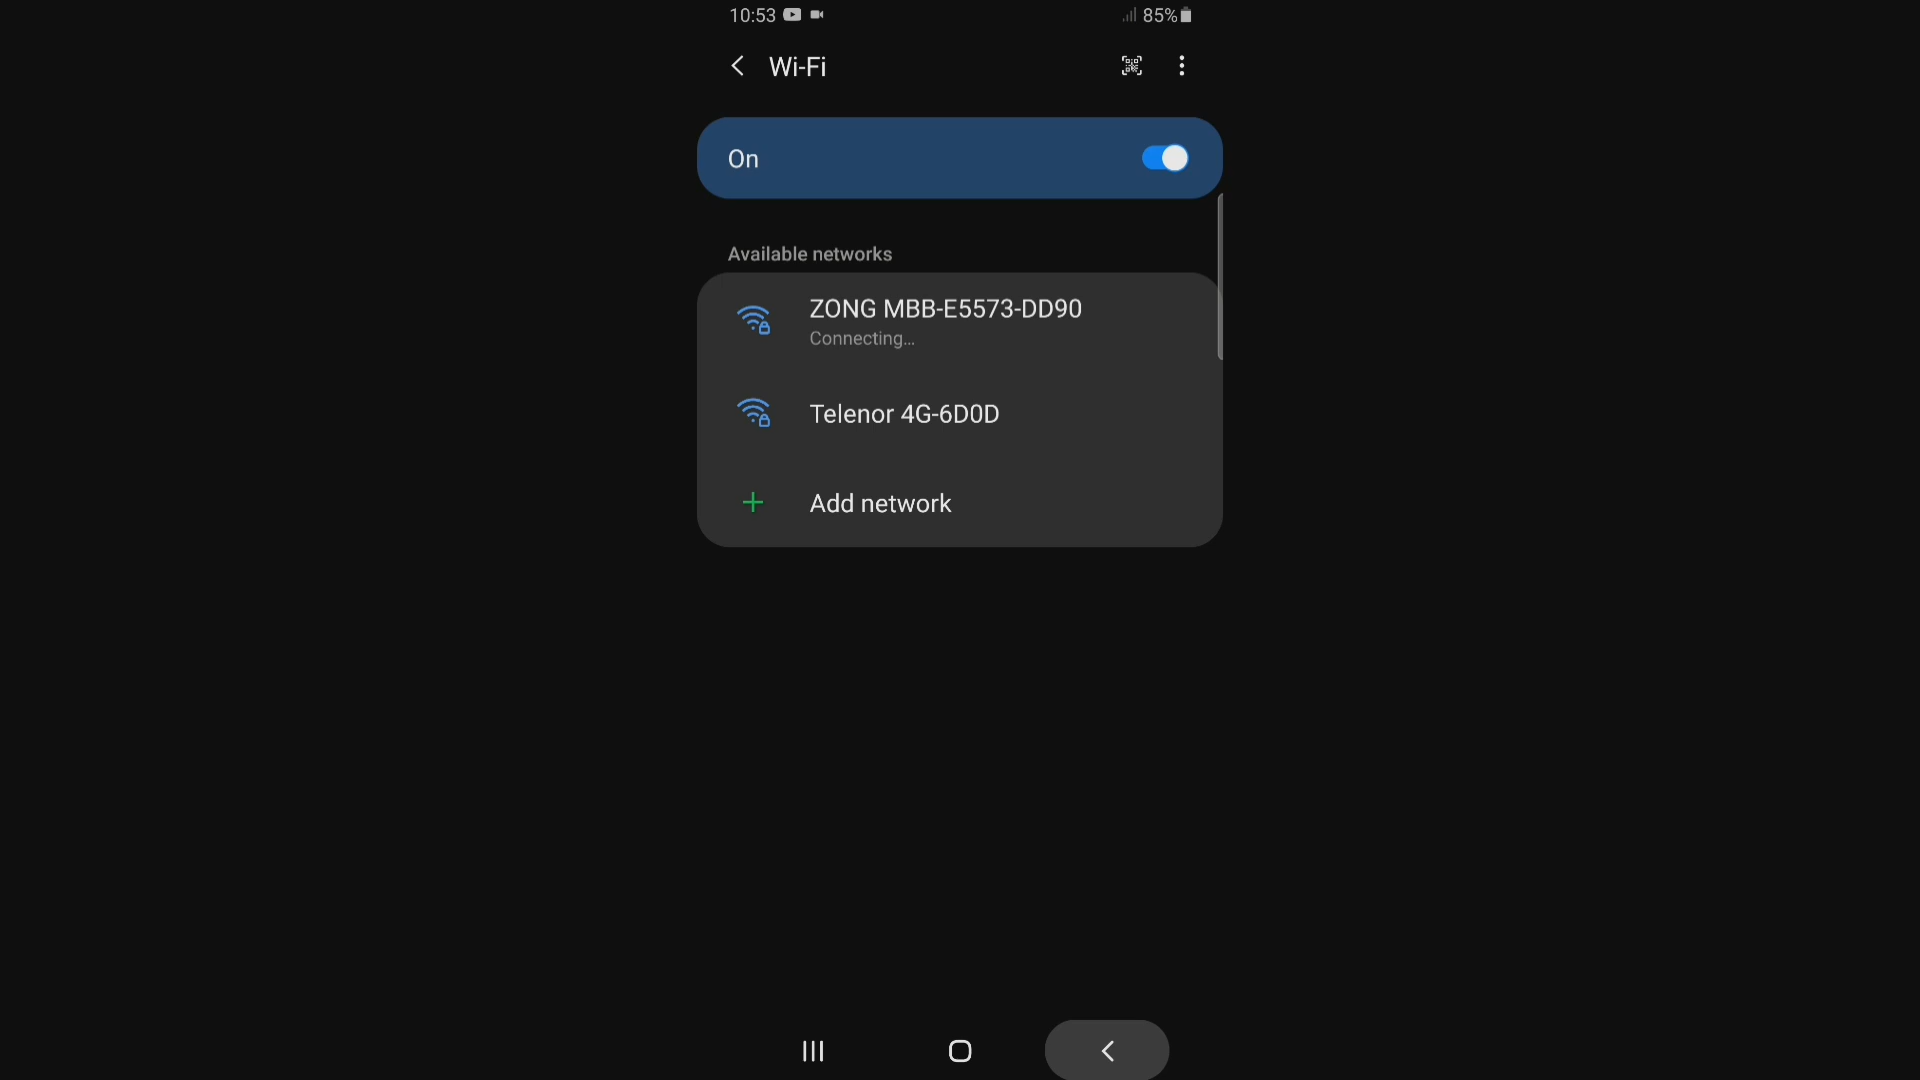 10:53
85%
Wi-Fi
On
Available networks
ZONG MBB-E5573-DD90
Connecting...
Telenor 4G-6D0D
Add network